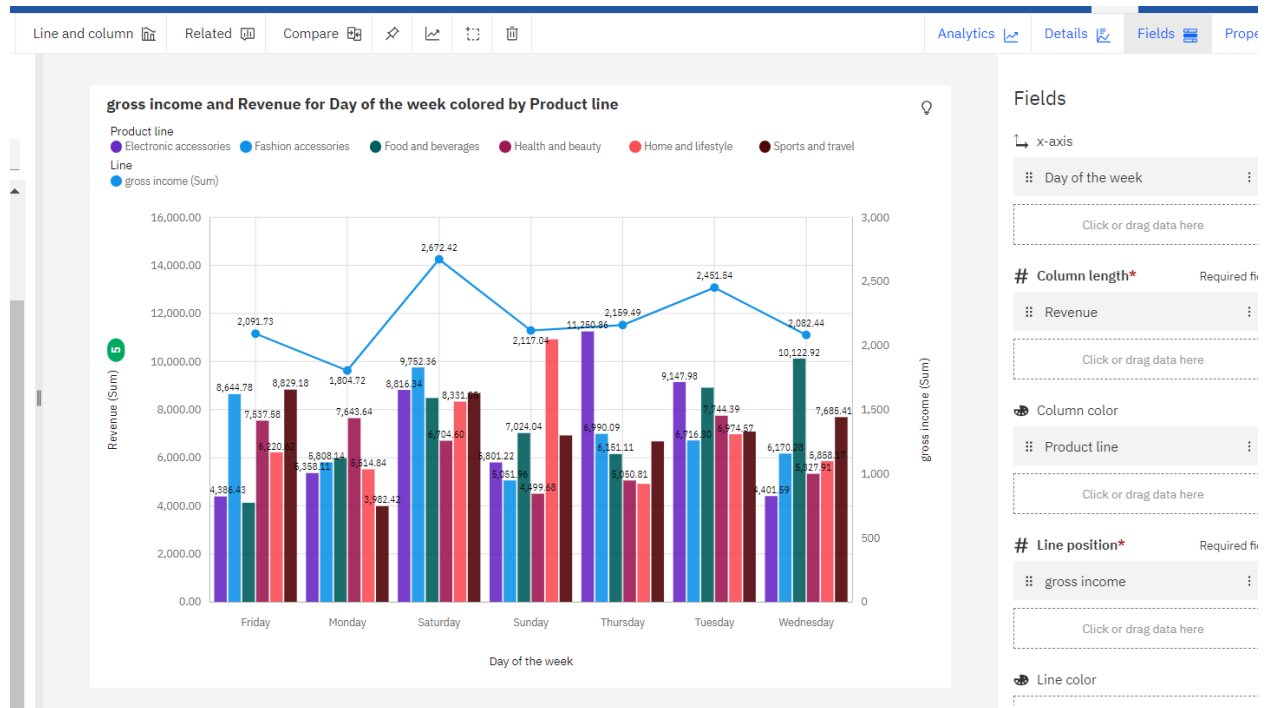 Line and column Related Compare Analytics Details Fields Prope
gross income and Revenue for Day of the week colored by Product line
Product line
Electronic accessories Fashion accessories Food and beverages Health and beauty Home and lifestyle Sports and travel
Line
gross income (Sum)
16,000.00
14,000.00
12,000.00
10,000.00
8,000.00
6,000.00
4,000.00
2,000.00
0.00
Revenue (Sum)
5
3,000
2,500
2,000
1,500
1,000
500
0
gross income (Sum)
2,091.73
1,804.72
2,672.42
2,117.04
2,159.49
2,451.54
2,082.44
4,386.43
8,644.78
7,537.58
6,220.62
8,829.18
5,358.11
5,808.14
7,643.64
5,514.84
3,982.42
8,816.34
9,752.36
6,704.60
5,801.22
5,051.96
7,024.04
4,499.68
11,250.86
6,990.09
6,151.11
5,050.81
9,147.98
6,716.30
7,744.39
6,974.57
4,401.59
6,170.28
10,122.92
5,327.91
7,685.41
Friday Monday Saturday Sunday Thursday Tuesday Wednesday
Day of the week
Fields
x-axis
Day of the week
Click or drag data here
# Column length* Required fi
Revenue
Click or drag data here
Column color
Product line
Click or drag data here
# Line position* Required fi
gross income
Click or drag data here
Line color